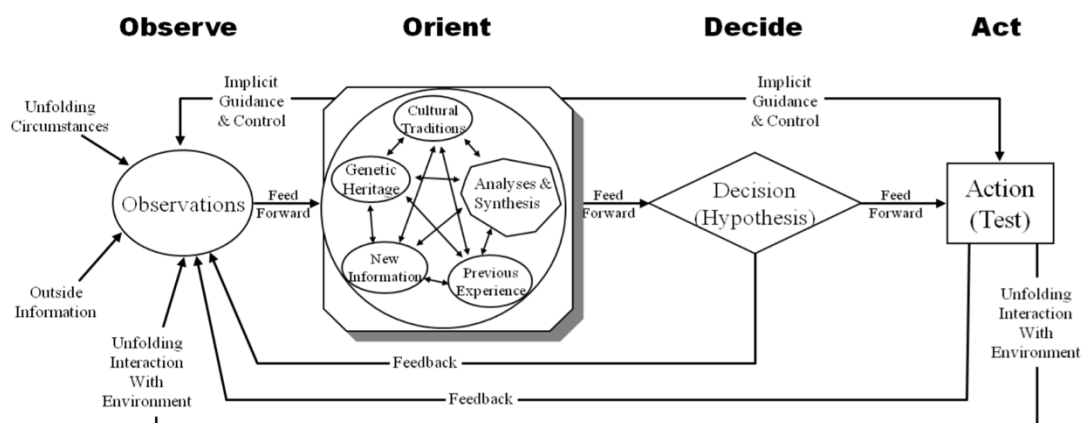 Observe
Orient
Decide
Act
Implicit
Guidance
& Control
Implicit
Guidance
& Control
Unfolding
Circumstances
Cultural
Traditions
Genetic
Heritage
Analyses &
Synthesis
Observations
Feed
Forward
Feed
Forward
Decision
(Hypothesis)
Feed
Forward
Action
(Test)
New
Information
Previous
Experience
Outside
Information
Unfolding
Interaction
With
Environment
Unfolding
Interaction
With
Environment
Feedback
Feedback